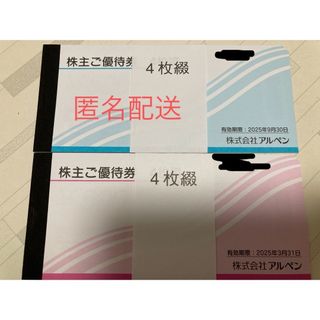 株主ご優待券
4枚綴
匿名配送
有効期限：2025年9月30日
株式会社 アルペン
株主ご優待券
4枚綴
有効期限：2025年3月31日
株式会社 アルペン